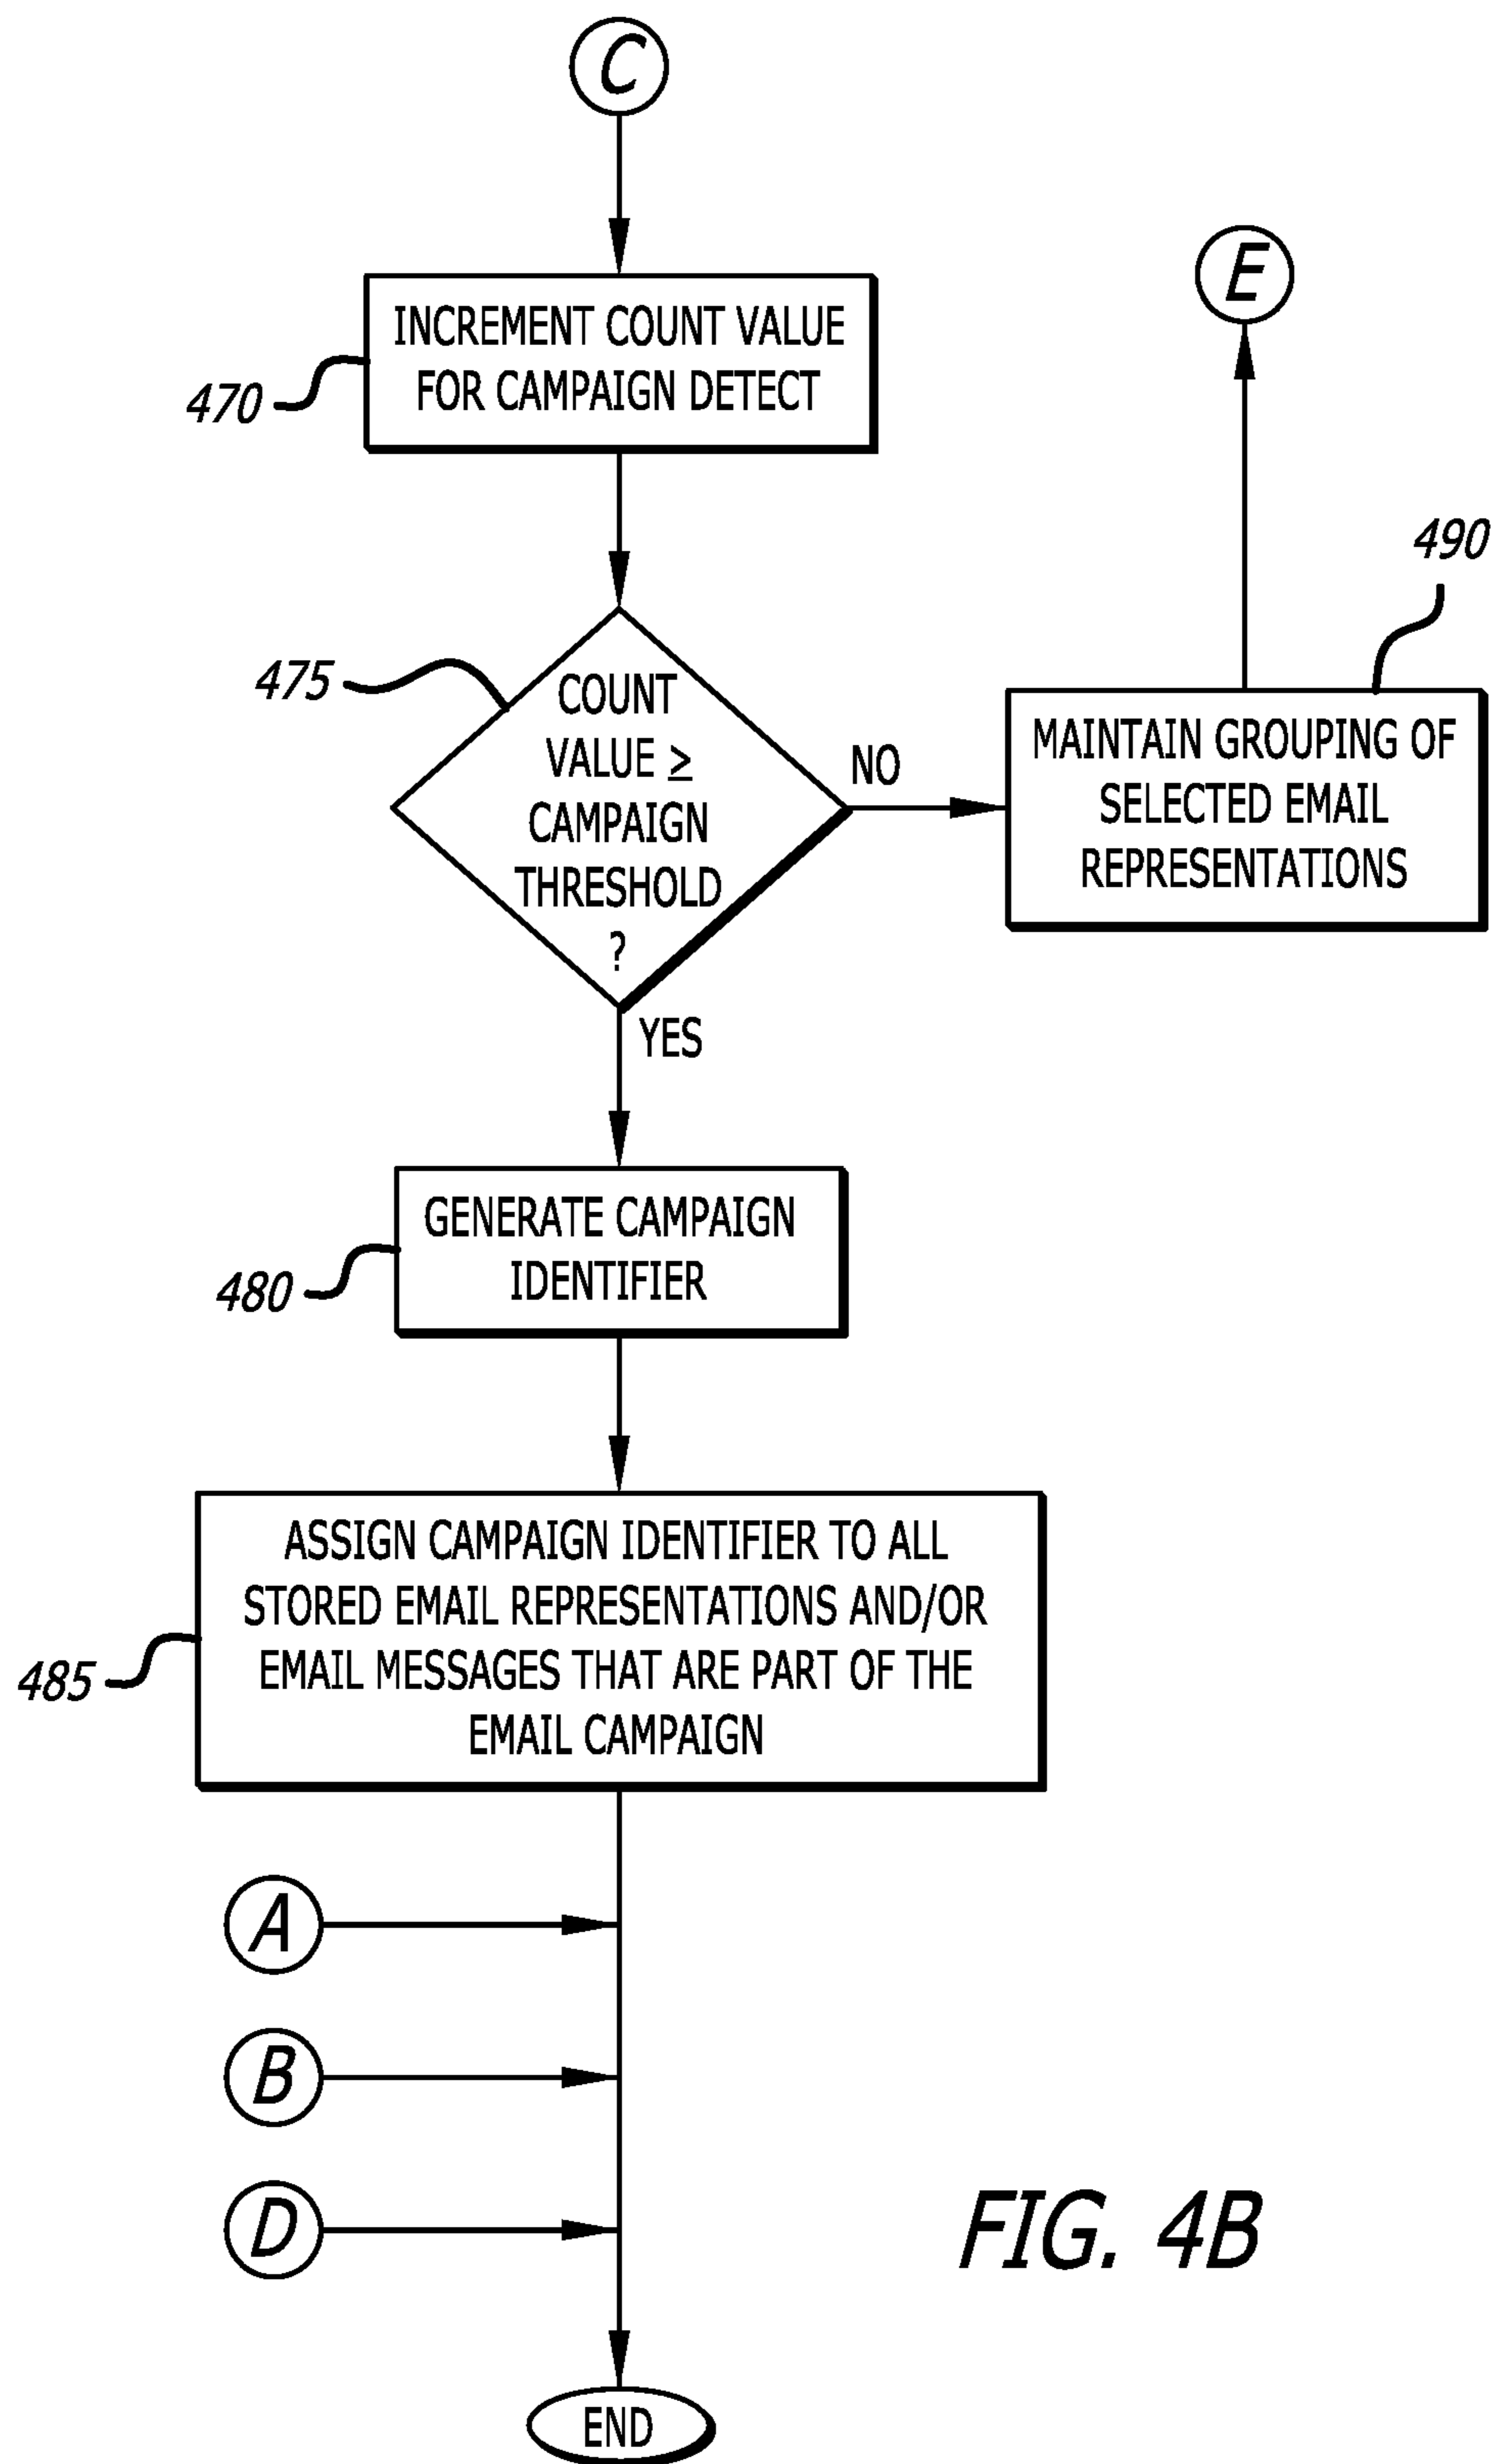 C
INCREMENT COUNT VALUE
FOR CAMPAIGN DETECT
470
E
490
475
COUNT
VALUE ≥
CAMPAIGN
THRESHOLD
?
NO
MAINTAIN GROUPING OF
SELECTED EMAIL
REPRESENTATIONS
YES
GENERATE CAMPAIGN
IDENTIFIER
480
ASSIGN CAMPAIGN IDENTIFIER TO ALL
STORED EMAIL REPRESENTATIONS AND/OR
EMAIL MESSAGES THAT ARE PART OF THE
EMAIL CAMPAIGN
485
A
B
D
FIG. 4B
END